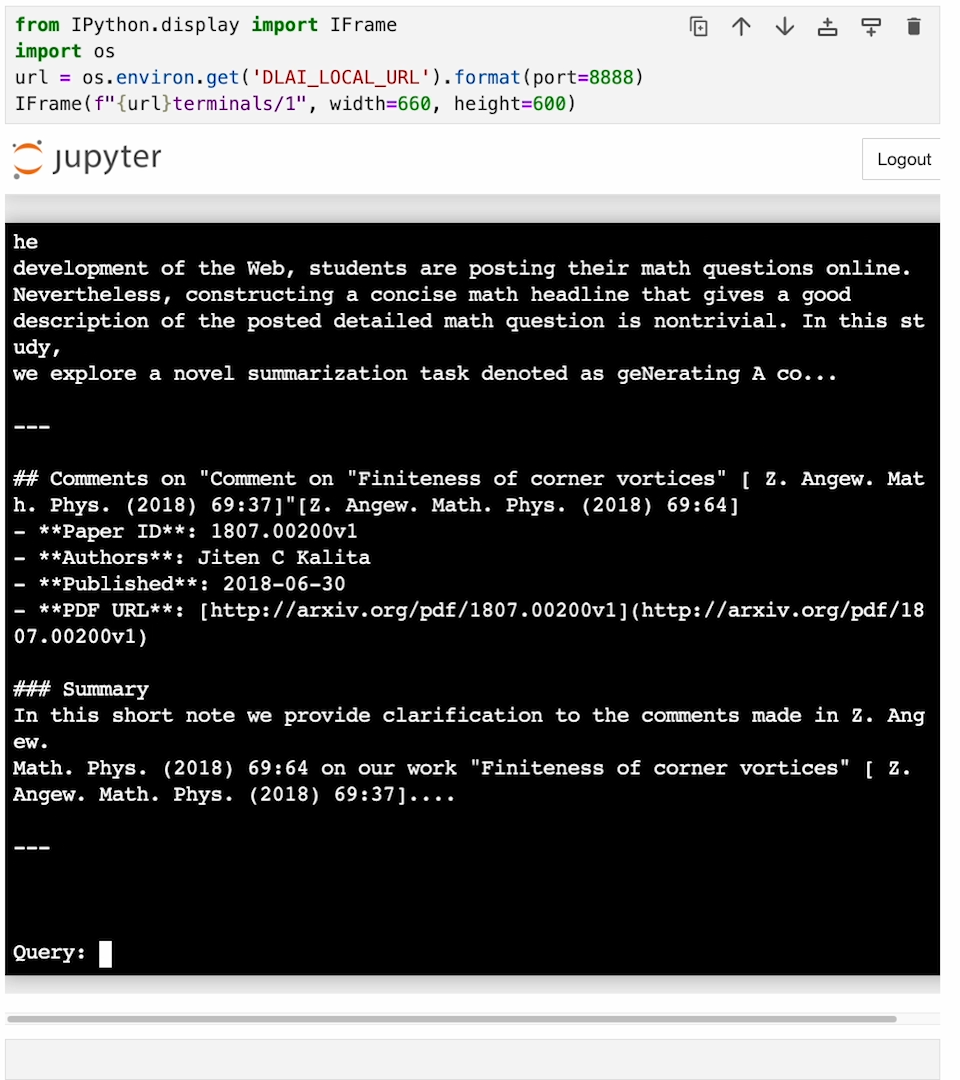 from IPython.display import IFrame
import os
url = os.environ.get('DLAI_LOCAL_URL').format(port=8888)
IFrame(f"{url}terminals/1", width=660, height=600)
jupyter
Logout
he
development of the Web, students are posting their math questions online.
Nevertheless, constructing a concise math headline that gives a good
description of the posted detailed math question is nontrivial. In this st
udy,
we explore a novel summarization task denoted as geNerating A co...
---
## Comments on "Comment on "Finiteness of corner vortices" [ Z. Angew. Mat
h. Phys. (2018) 69:37]"[Z. Angew. Math. Phys. (2018) 69:64]
- **Paper ID**: 1807.00200v1
- **Authors**: Jiten C Kalita
- **Published**: 2018-06-30
- **PDF URL**: [http://arxiv.org/pdf/1807.00200v1](http://arxiv.org/pdf/18
07.00200v1)
### Summary
In this short note we provide clarification to the comments made in Z. Ang
ew.
Math. Phys. (2018) 69:64 on our work "Finiteness of corner vortices" [ Z.
Angew. Math. Phys. (2018) 69:37]....
---
Query: